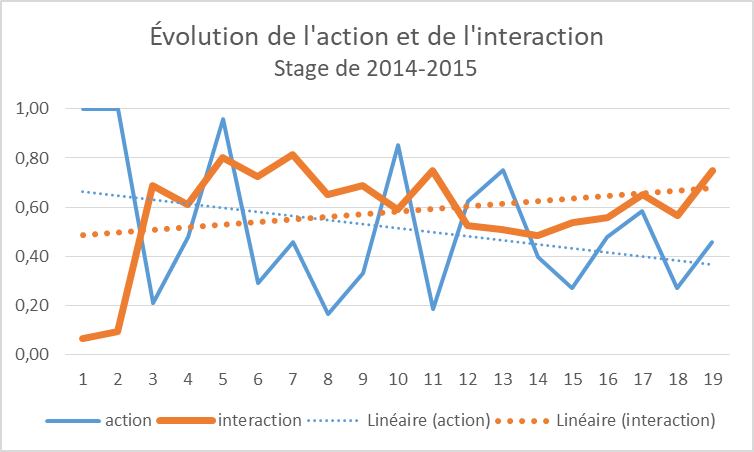 Évolution de l'action et de l'interaction
Stage de 2014-2015
1,00
0,80
0,60
0,40
0,20
0,00
1 2 3 4 5 6 7 8 9 10 11 12 13 14 15 16 17 18 19
action interaction Linéaire (action) Linéaire (interaction)